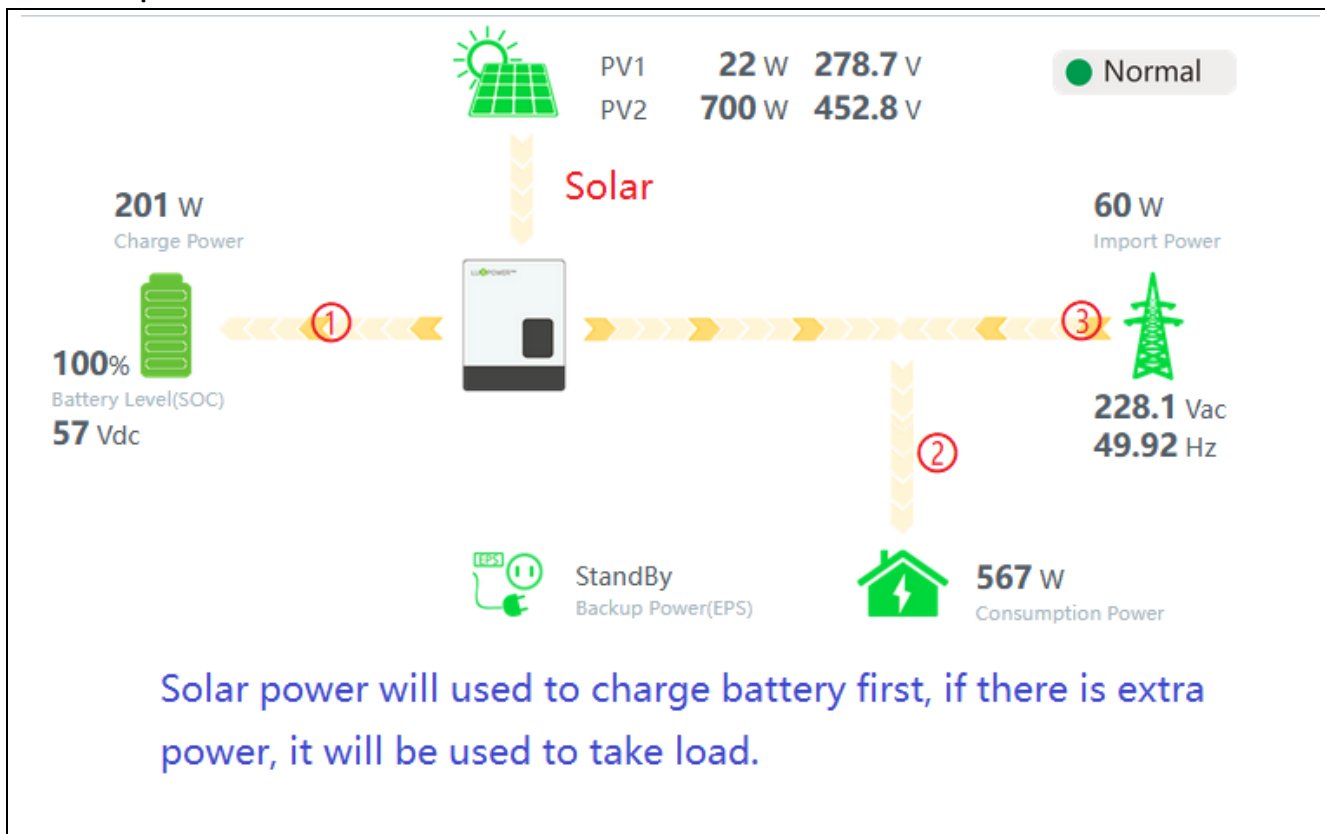 PV1 22 W 278.7 V
PV2 700 W 452.8 V
Normal
Solar
201 W
Charge Power
60 W
Import Power
LUXPOWER™
①
③
100%
Battery Level(SOC)
57 Vdc
228.1 Vac
49.92 Hz
②
EPS
StandBy
Backup Power(EPS)
567 W
Consumption Power
Solar power will used to charge battery first, if there is extra
power, it will be used to take load.